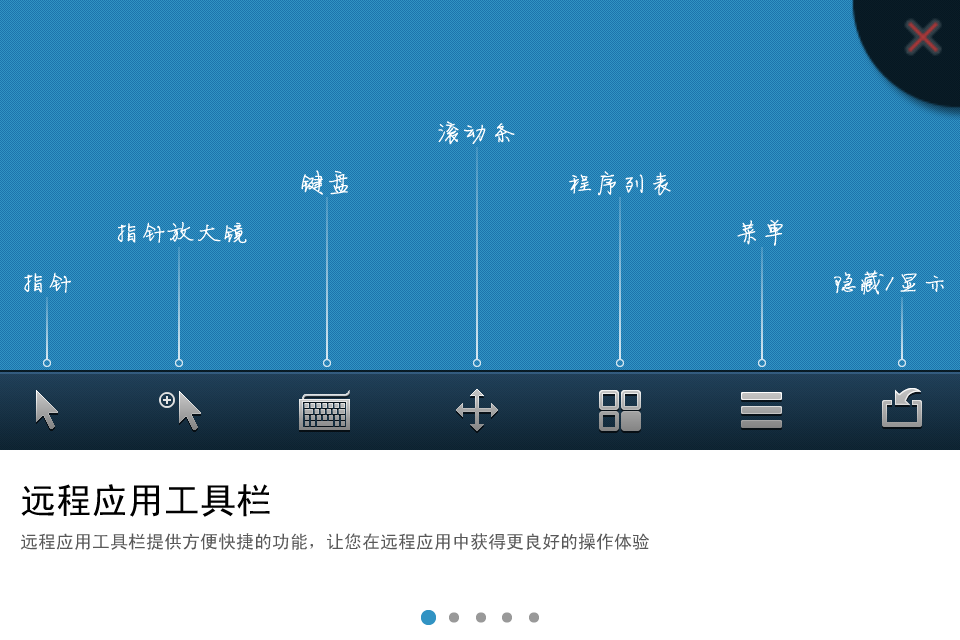 滚动条
键盘
程序列表
指针放大镜
菜单
指针
隐藏/显示
远程应用工具栏
远程应用工具栏提供方便快捷的功能，让您在远程应用中获得更良好的操作体验